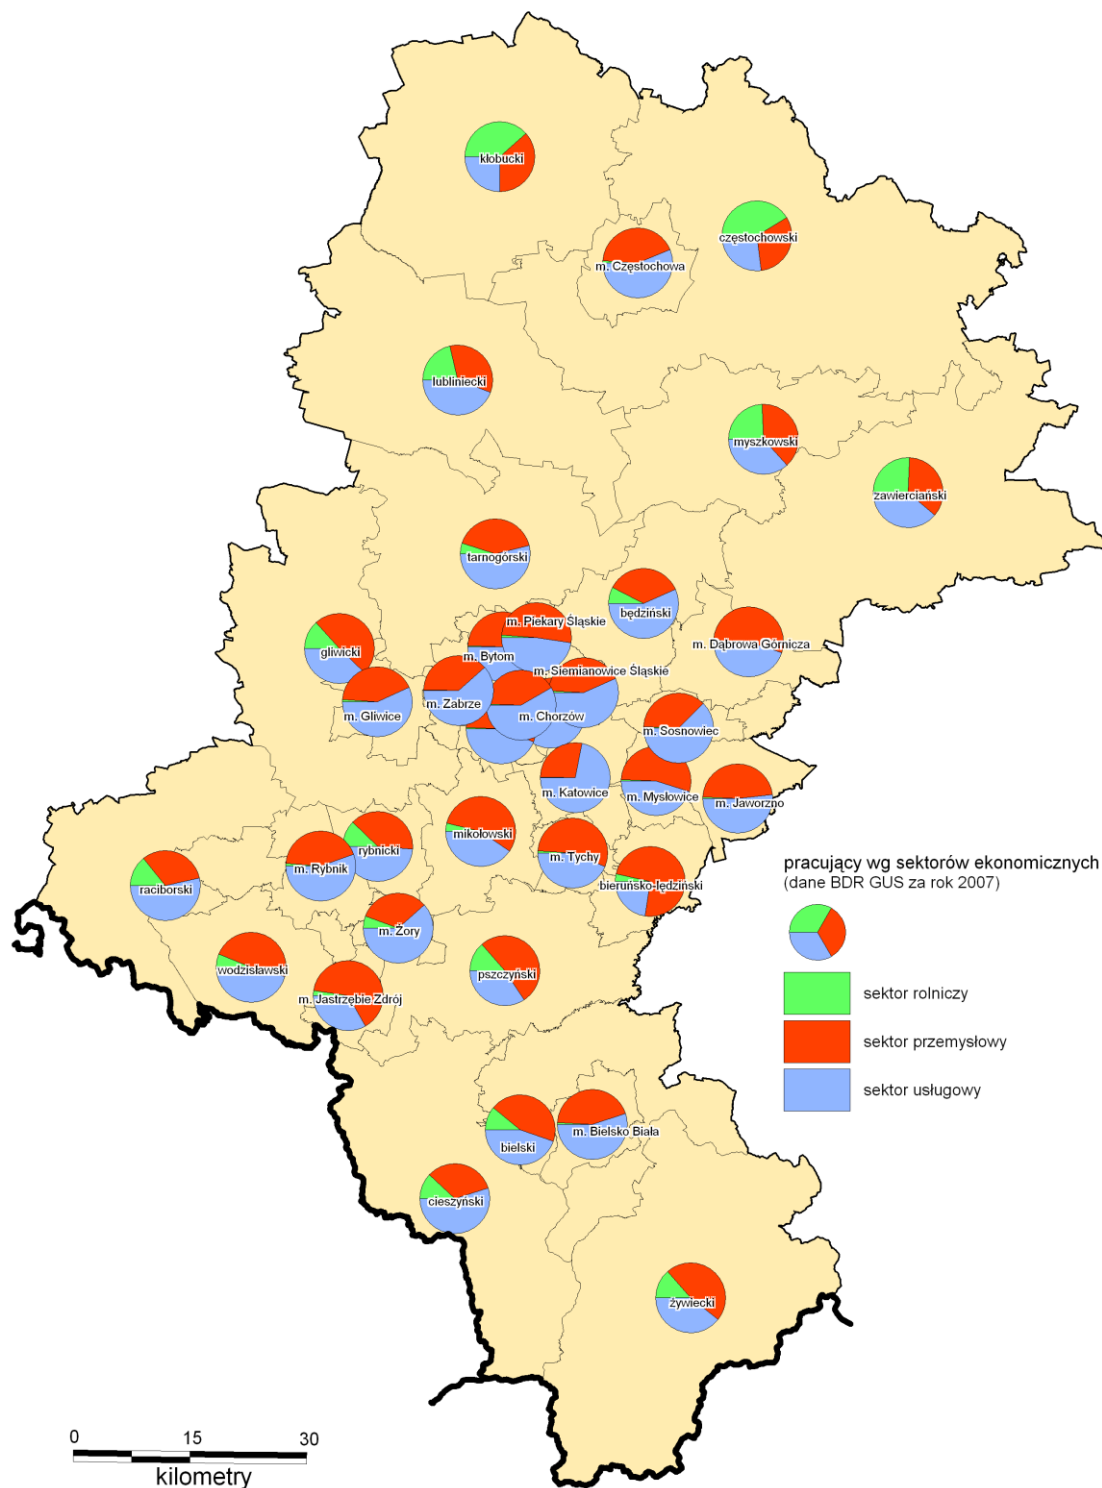 kłobucki
częstochowski
m. Częstochowa
lubliniecki
myszkowski
zawierciański
tarnogórski
będziński
m. Piekary Śląskie
m. Dąbrowa Górnicza
gliwicki
m. Bytom
m. Siemianowice Śląskie
m. Zabrze
m. Gliwice
m. Chorzów
m. Sosnowiec
m. Katowice
m. Mysłowice
m. Jaworzno
mikołowski
rybnicki
m. Tychy
m. Rybnik
raciborski
bieruńsko-lędziński
pracujący wg sektorów ekonomicznych
(dane BDR GUS za rok 2007)
m. Żory
wodzisławski
pszczyński
m. Jastrzębie Zdrój
sektor rolniczy
sektor przemysłowy
sektor usługowy
m. Bielsko Biała
bielski
cieszyński
żywiecki
0 15 30
kilometry